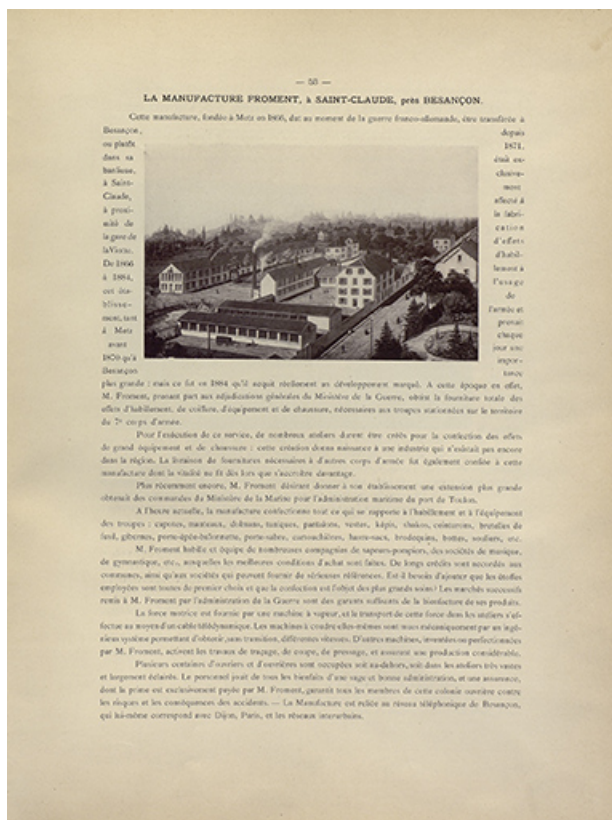 — 58 —
LA MANUFACTURE FROMENT, à SAINT-CLAUDE, près BESANÇON.
Cette manufacture, fondée à Metz en 1866, dut au moment de la guerre franco-allemande, être transférée à
Besançon,
ou plutôt
dans sa
banlieue,
à Saint-
Claude,
à proxi-
mité de
la gare de
la Viotte.
De 1866
à 1884,
cet éta-
blisse-
ment, tant
à Metz
avant
1870 qu'à
Besançon
depuis
1871,
était ex-
clusive-
ment
affecté à
la fabri-
cation
d'effets
d'habil-
lement à
l'usage
de
l'armée et
prenait
chaque
jour une
impor-
tance
plus grande : mais ce fut en 1884 qu'il acquit réellement un développement marqué. A cette époque en effet,
M. Froment, prenant part aux adjudications générales du Ministère de la Guerre, obtint la fourniture totale des
effets d'habillement, de coiffure, d'équipement et de chaussure, nécessaires aux troupes stationnées sur le territoire
du 7e corps d'armée.
Pour l'exécution de ce service, de nombreux ateliers durent être créés pour la confection des effets
de grand équipement et de chaussures : cette création donna naissance à une industrie qui n'existait pas encore
dans la région. La livraison de fournitures nécessaires à d'autres corps d'armée fut également confiée à cette
manufacture dont la vitalité ne fit dès lors que s'accroître davantage.
Plus récemment encore, M. Froment désirant donner à son établissement une extension plus grande
obtenait des commandes du Ministère de la Marine pour l'administration maritime du port de Toulon.
A l'heure actuelle, la manufacture confectionne tout ce qui se rapporte à l'habillement et à l'équipement
des troupes : capotes, manteaux, dolmans, tuniques, pantalons, vestes, képis, shakos, ceinturons, bretelles de
fusil, gibernes, porte-épée-baïonnette, porte-sabre, cartouchières, havre-sacs, brodequins, bottes, souliers, etc.
M. Froment habille et équipe de nombreuses compagnies de sapeurs-pompiers, des sociétés de musique,
de gymnastique, etc., auxquelles les meilleures conditions d'achat sont faites. De longs crédits sont accordés aux
communes, ainsi qu'aux sociétés qui peuvent fournir de sérieuses références. Est-il besoin d'ajouter que les étoffes
employées sont toutes de premier choix et que la confection est l'objet des plus grands soins? Les marchés successifs
remis à M. Froment par l'administration de la Guerre sont des garants suffisants de la bienfacture de ses produits.
La force motrice est fournie par une machine à vapeur, et le transport de cette force dans les ateliers s'ef-
fectue au moyen d'un cable télédynamique. Les machines à coudre elles-mêmes sont mues mécaniquement par un ingé-
nieux système permettant d'obtenir, sans transition, différentes vitesses. D'autres machines, inventées ou perfectionnées
par M. Froment, activent les travaux de traçage, de coupe, de pressage, et assurent une production considérable.
Plusieurs centaines d'ouvriers et d'ouvrières sont occupées soit au-dehors, soit dans les ateliers très vastes
et largement éclairés. Le personnel jouit de tous les bienfaits d'une sage et bonne administration, et une assurance,
dont la prime est exclusivement payée par M. Froment, garantit tous les membres de cette colonie ouvrière contre
les risques et les conséquences des accidents. — La Manufacture est reliée au réseau téléphonique de Besançon,
qui lui-même correspond avec Dijon, Paris, et les réseaux interurbains.